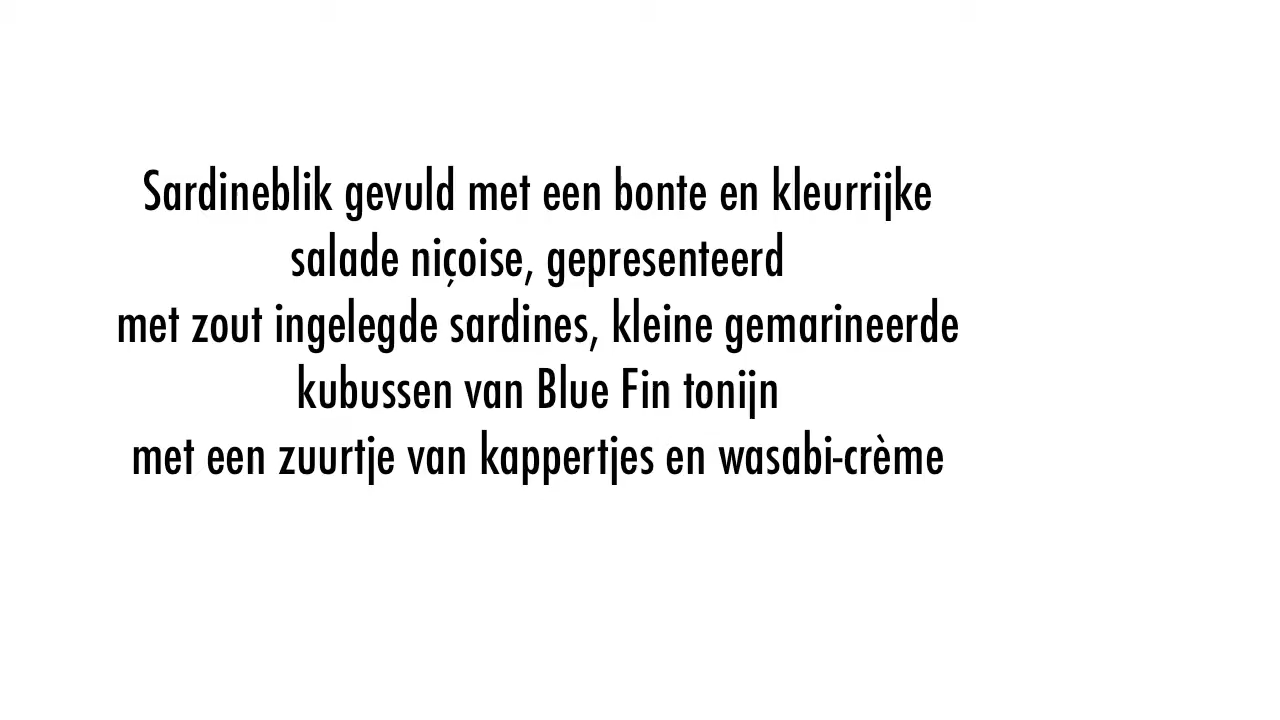 Sardineblik gevuld met een bonte en kleurrijke
salade niçoise, gepresenteerd
met zout ingelegde sardines, kleine gemarineerde
kubussen van Blue Fin tonijn
met een zuurtje van kappertjes en wasabi-crème